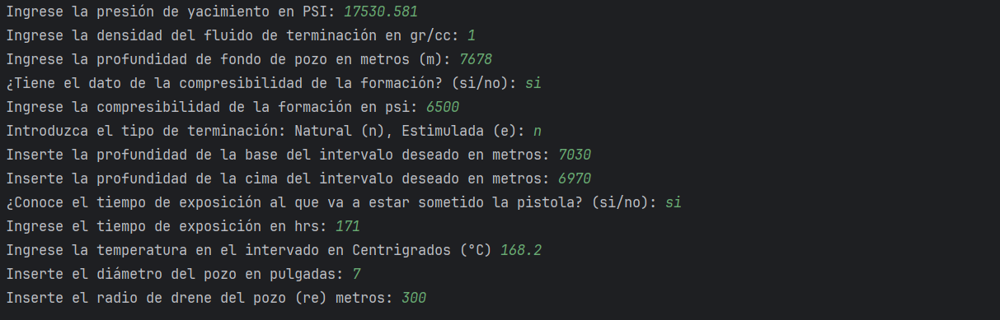 Ingrese la presión de yacimiento en PSI: 17530.581
Ingrese la densidad del fluido de terminación en gr/cc: 1
Ingrese la profundidad de fondo de pozo en metros (m): 7678
¿Tiene el dato de la compresibilidad de la formación? (si/no): si
Ingrese la compresibilidad de la formación en psi: 6500
Introduzca el tipo de terminación: Natural (n), Estimulada (e): n
Inserte la profundidad de la base del intervalo deseado en metros: 7030
Inserte la profundidad de la cima del intervalo deseado en metros: 6970
¿Conoce el tiempo de exposición al que va a estar sometido la pistola? (si/no): si
Ingrese el tiempo de exposición en hrs: 171
Ingrese la temperatura en el intervado en Centrigrados (°C) 168.2
Inserte el diámetro del pozo en pulgadas: 7
Inserte el radio de drene del pozo (re) metros: 300